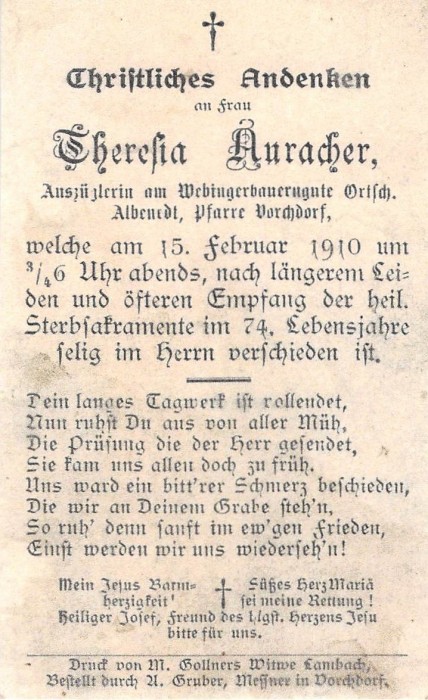 Christliches Andenken
an Frau
Theresia Auracher,
Auszüzlerin am Webingerbauerngute Ortsch.
Albenedt, Pfarre Vorchdorf,
welche am 15. Februar 1910 um
3/4 6 Uhr abends, nach längerem Lei-
den und öfteren Empfang der heil.
Sterbsakramente im 74. Lebensjahre
selig im Herrn verschieden ist.
Dein langes Tagwerk ist vollendet,
Nun ruhst Du aus von aller Müh,
Die Prüfung die der Herr gesendet,
Sie kam uns allen doch zu früh.
Uns ward ein bitt'rer Schmerz beschieden,
Die wir an Deinem Grabe steh'n,
So ruh' denn sanft im ew'gen Frieden,
Einst werden wir uns wiederseh'n!
Mein Jesus Barm- † Süßes Herz Mariä
herzigkeit! sei meine Rettung!
Heiliger Josef, Freund des hlgst. Herzens Jesu
bitte für uns.
Druck von M. Gollners Witwe Lambach,
Bestellt durch A. Gruber, Messner in Vorchdorf.